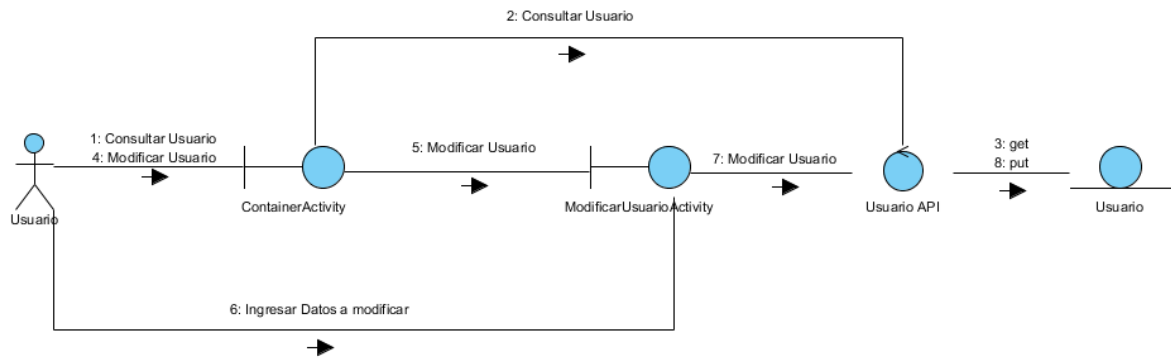 2: Consultar Usuario
1: Consultar Usuario
4: Modificar Usuario
5: Modificar Usuario
7: Modificar Usuario
3: get
8: put
Usuario
ContainerActivity
ModificarUsuarioActivity
Usuario API
Usuario
6: Ingresar Datos a modificar